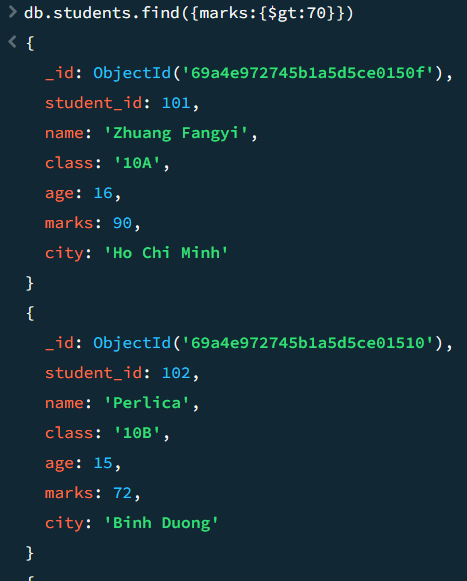 > db.students.find({marks:{$gt:70}})
< {
_id: ObjectId('69a4e972745b1a5d5ce0150f'),
student_id: 101,
name: 'Zhuang Fangyi',
class: '10A',
age: 16,
marks: 90,
city: 'Ho Chi Minh'
}
{
_id: ObjectId('69a4e972745b1a5d5ce01510'),
student_id: 102,
name: 'Perlica',
class: '10B',
age: 15,
marks: 72,
city: 'Binh Duong'
}
{